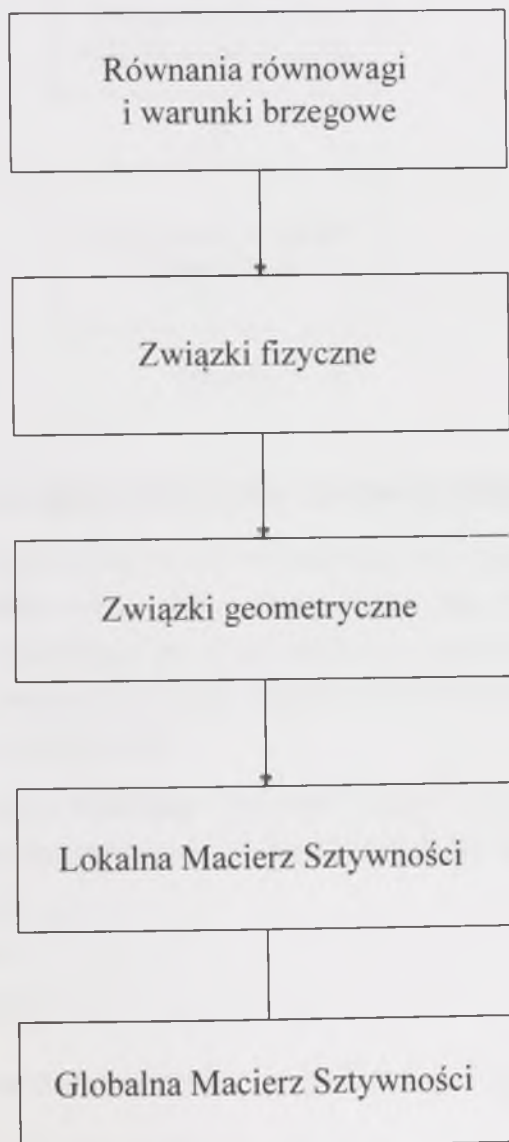 Równania równowagi
i warunki brzegowe
Związki fizyczne
Związki geometryczne
Lokalna Macierz Sztywności
Globalna Macierz Sztywności